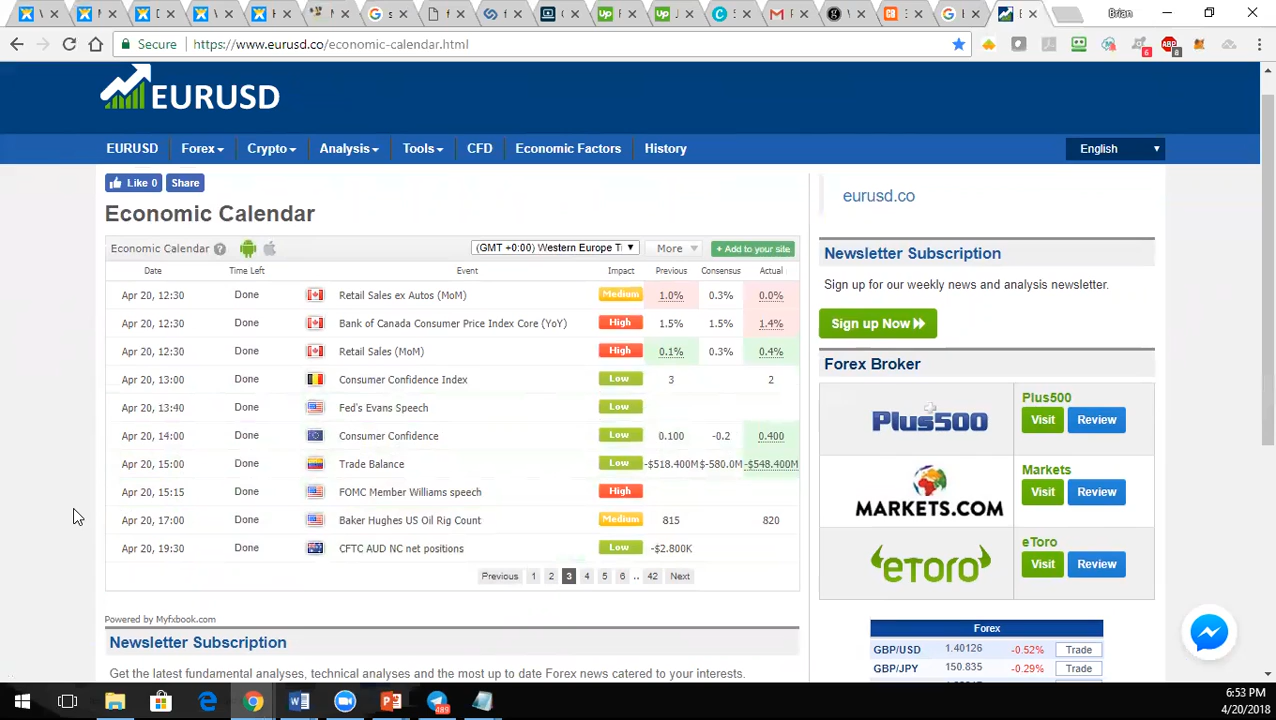 Brian
Secure
https://www.eurusd.co/economic-calendar.html
6
8
EURUSD
EURUSD Forex Crypto Analysis Tools CFD Economic Factors History English
Like 0 Share
Economic Calendar
Economic Calendar ? (GMT +0:00) Western Europe Ti More + Add to your site
Date Time Left Event Impact Previous Consensus Actual
Apr 20, 12:30 Done Retail Sales ex Autos (MoM) Medium 1.0% 0.3% 0.0%
Apr 20, 12:30 Done Bank of Canada Consumer Price Index Core (YoY) High 1.5% 1.5% 1.4%
Apr 20, 12:30 Done Retail Sales (MoM) High 0.1% 0.3% 0.4%
Apr 20, 13:00 Done Consumer Confidence Index Low 3 2
Apr 20, 13:40 Done Fed's Evans Speech Low
Apr 20, 14:00 Done Consumer Confidence Low 0.100 -0.2 0.400
Apr 20, 15:00 Done Trade Balance Low -$518.400M $-580.0M -$548.400M
Apr 20, 15:15 Done FOMC Member Williams speech High
Apr 20, 17:00 Done Baker Hughes US Oil Rig Count Medium 815 820
Apr 20, 19:30 Done CFTC AUD NC net positions Low -$2.800K
Previous 1 2 3 4 5 6 .. 42 Next
Powered by Myfxbook.com
Newsletter Subscription
Get the latest fundamental analyses, technical analyses and the most up to date Forex news catered to your interests.
eurusd.co
Newsletter Subscription
Sign up for our weekly news and analysis newsletter.
Sign up Now
Forex Broker
Plus500 Plus500
Visit Review
MARKETS.COM Markets
Visit Review
eToro eToro
Visit Review
Forex
GBP/USD 1.40126 -0.52% Trade
GBP/JPY 150.835 -0.29% Trade
489
6:53 PM
4/20/2018